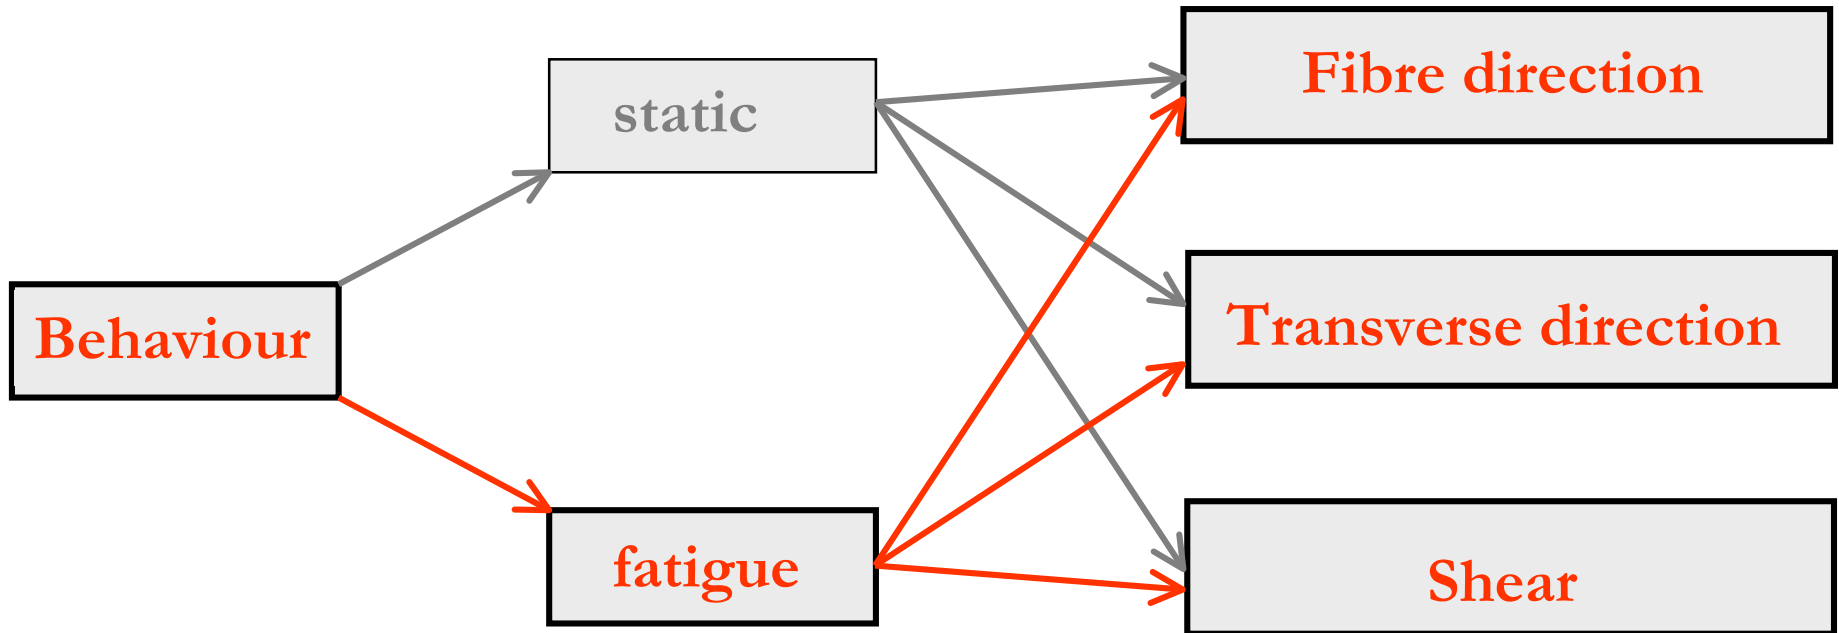 Behaviour
static
fatigue
Fibre direction
Transverse direction
Shear